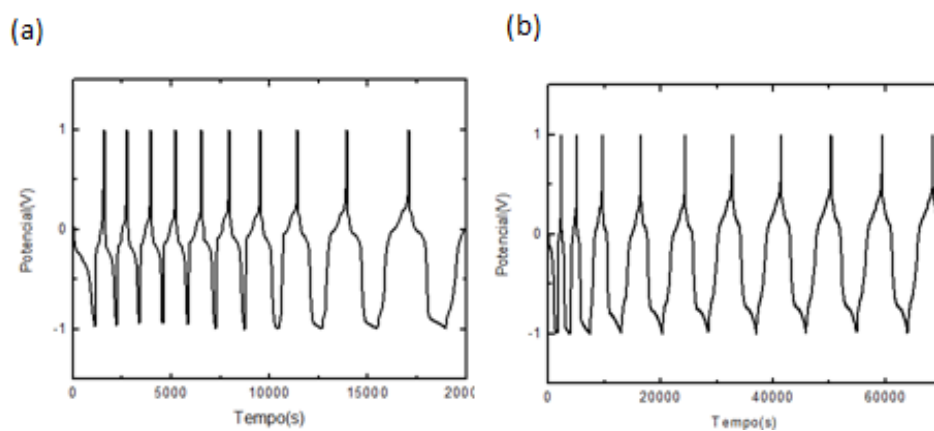 (a)
(b)
0 5000 10000 15000 2000
1
0
-1
Potencial(V)
Tempo(s)
1
0
-1
Potencial(V)
0 20000 40000 60000
Tempo(s)